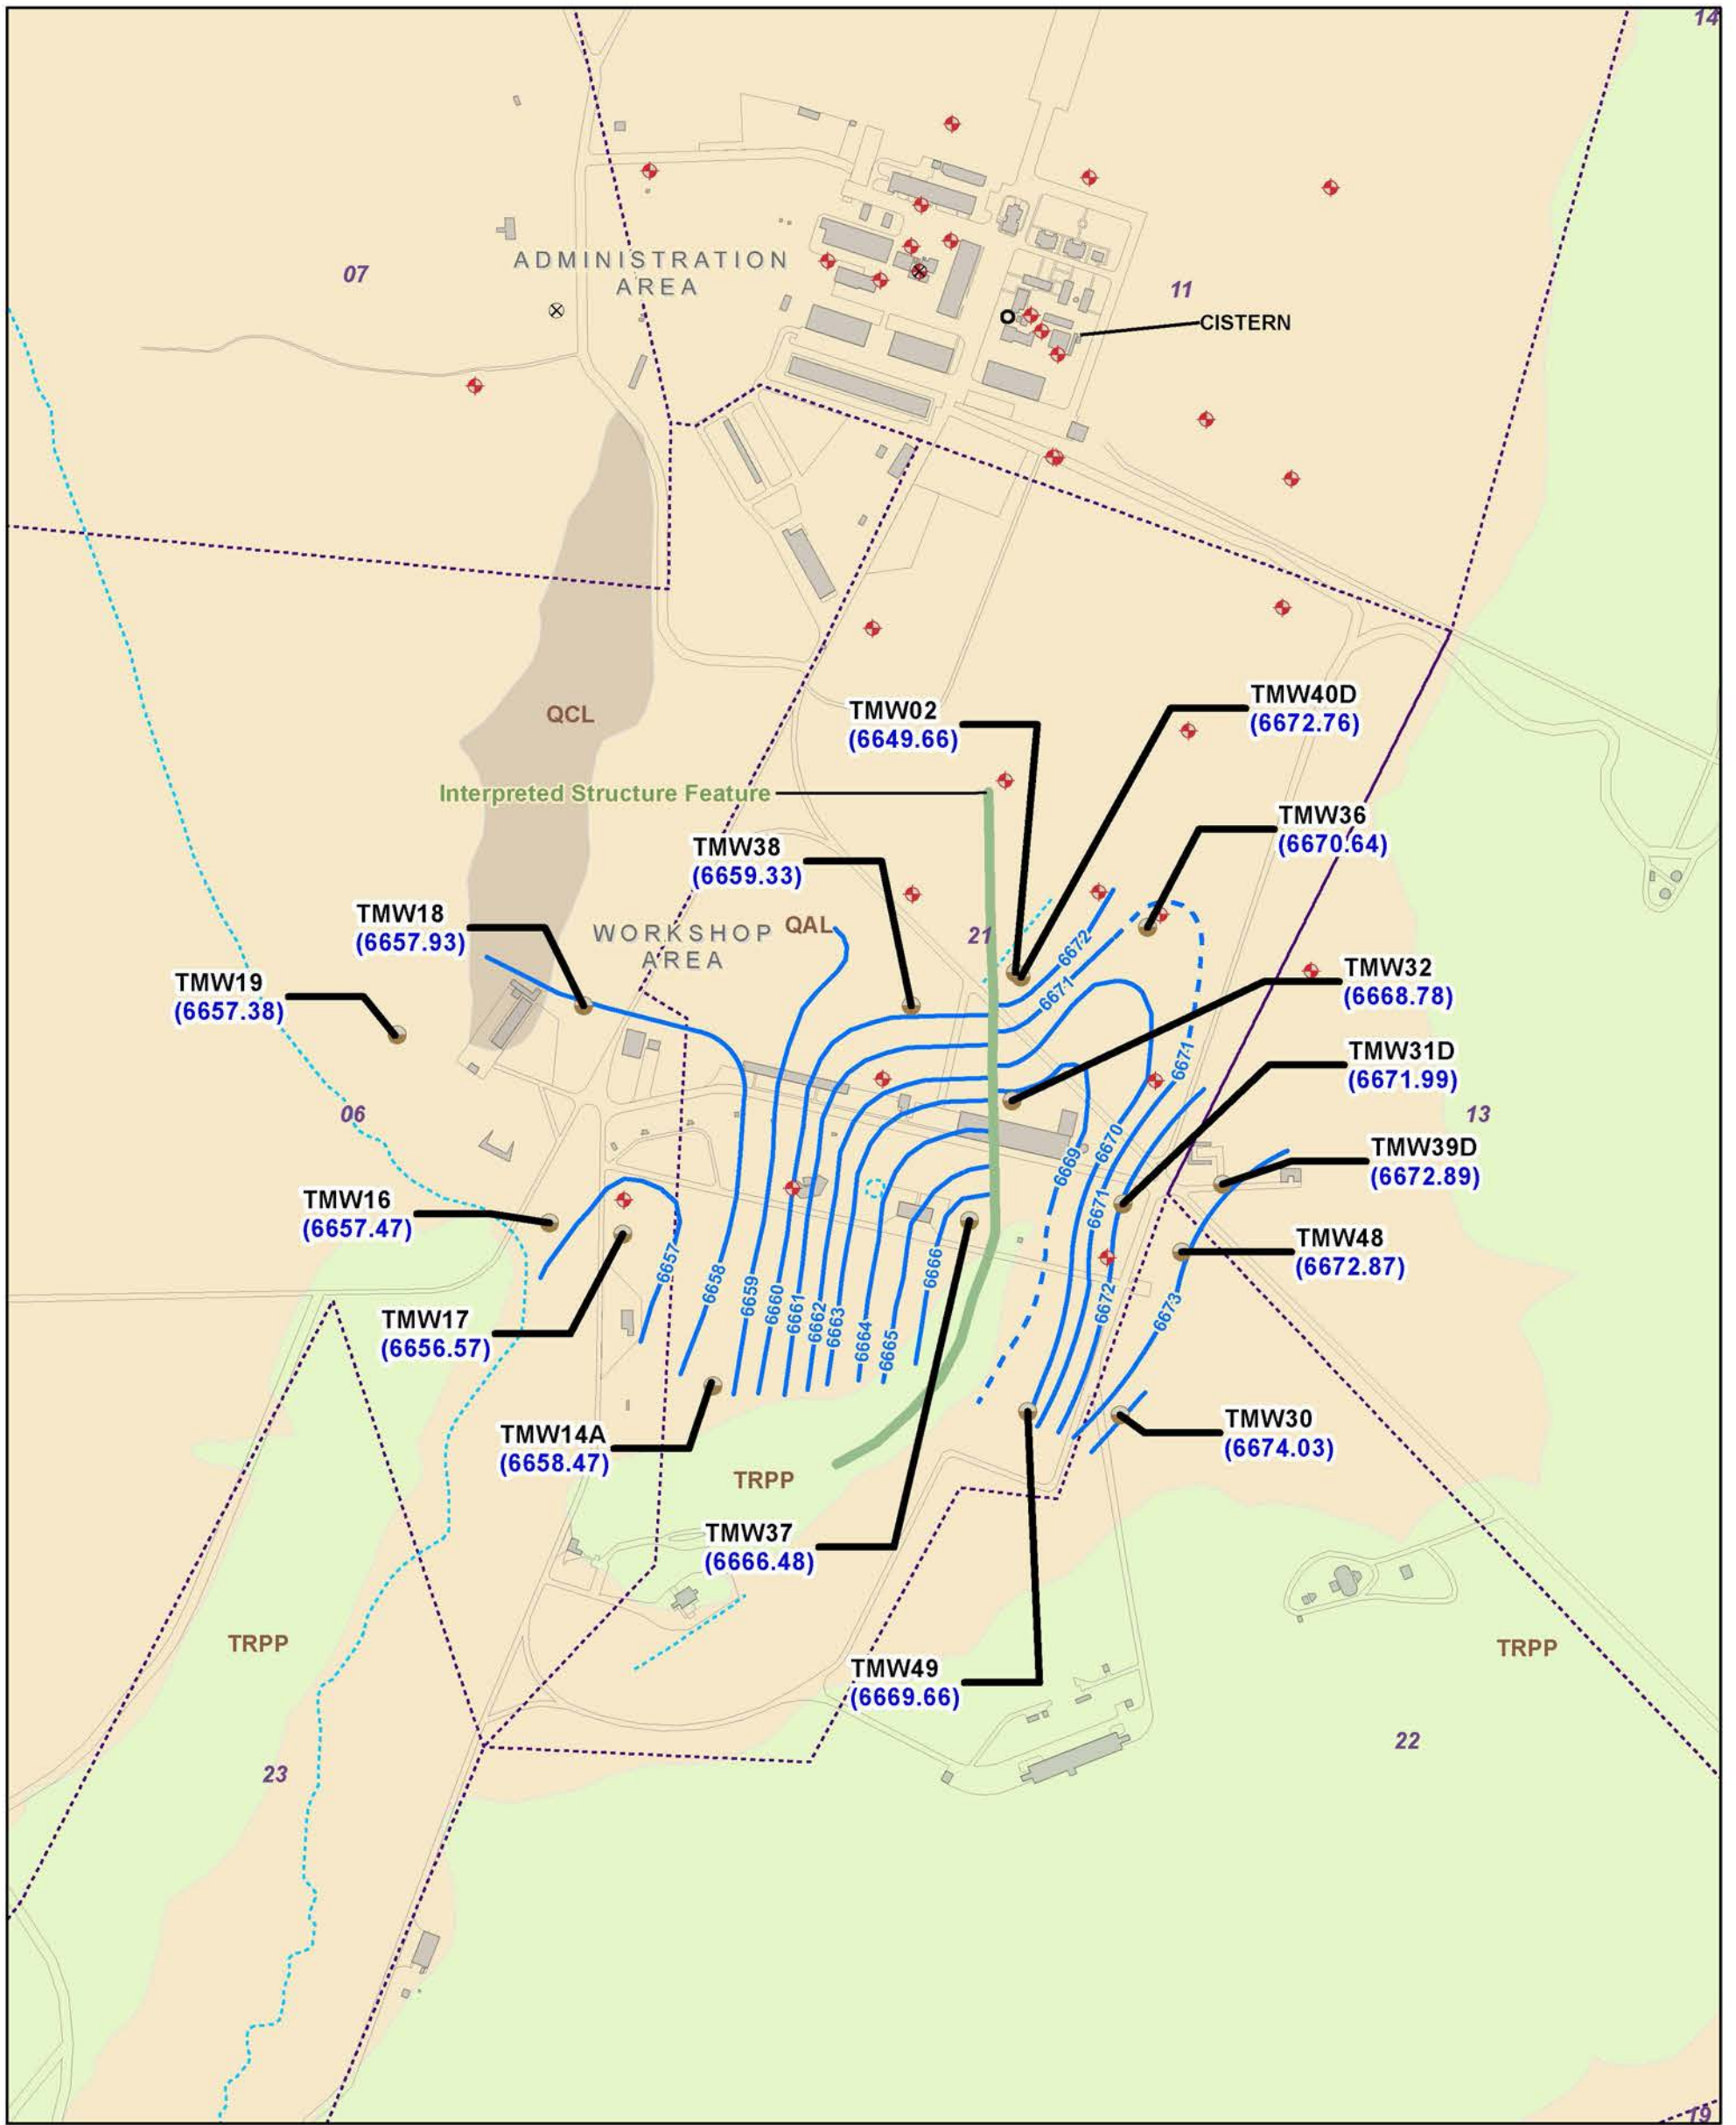 14
07
ADMINISTRATION
AREA
11
CISTERN
QCL
TMW02
(6649.66)
TMW40D
(6672.76)
Interpreted Structure Feature
TMW36
(6670.64)
TMW38
(6659.33)
TMW18
(6657.93)
WORKSHOP
AREA
QAL
21
6672
6671
TMW19
(6657.38)
TMW32
(6668.78)
06
6671
TMW31D
(6671.99)
13
6670
6669
TMW39D
(6672.89)
TMW16
(6657.47)
6671
TMW48
(6672.87)
6657
6658
6659
6660
6661
6662
6663
6664
6665
6666
6672
6673
TMW17
(6656.57)
TMW14A
(6658.47)
TMW30
(6674.03)
TRPP
TMW37
(6666.48)
TRPP
TRPP
TMW49
(6669.66)
23
22
19